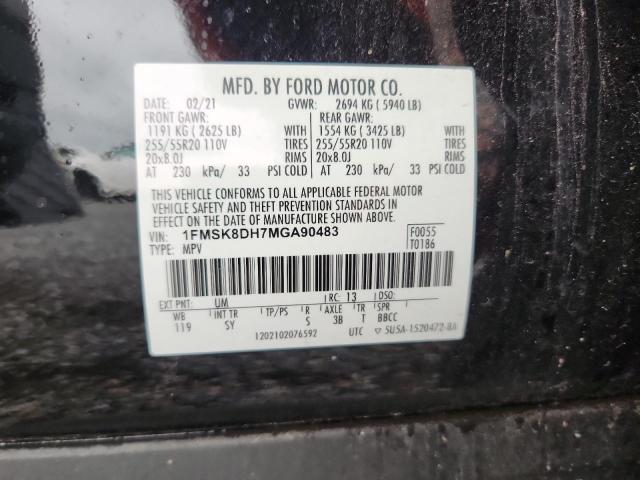 MFD. BY FORD MOTOR CO.
DATE: 02/21 GVWR: 2694 KG ( 5940 LB)
FRONT GAWR: REAR GAWR:
1191 KG ( 2625 LB) WITH 1554 KG ( 3425 LB) WITH
255/55R20 110V TIRES 255/55R20 110V TIRES
20x8.0J RIMS 20x8.0J RIMS
AT 230 kPa/ 33 PSI COLD AT 230 kPa/ 33 PSI COLD
THIS VEHICLE CONFORMS TO ALL APPLICABLE FEDERAL MOTOR
VEHICLE SAFETY AND THEFT PREVENTION STANDARDS IN
EFFECT ON THE DATE OF MANUFACTURE SHOWN ABOVE.
VIN: 1FMSK8DH7MGA90483 F0055
TYPE: MPV T0186
EXT PNT: UM RC: 13 DSO:
WB INT TR TP/PS R AXLE TR SPR
119 SY S 3B T BBCC
1202102076592 UTC ▽ 5U5A-1520472-BA